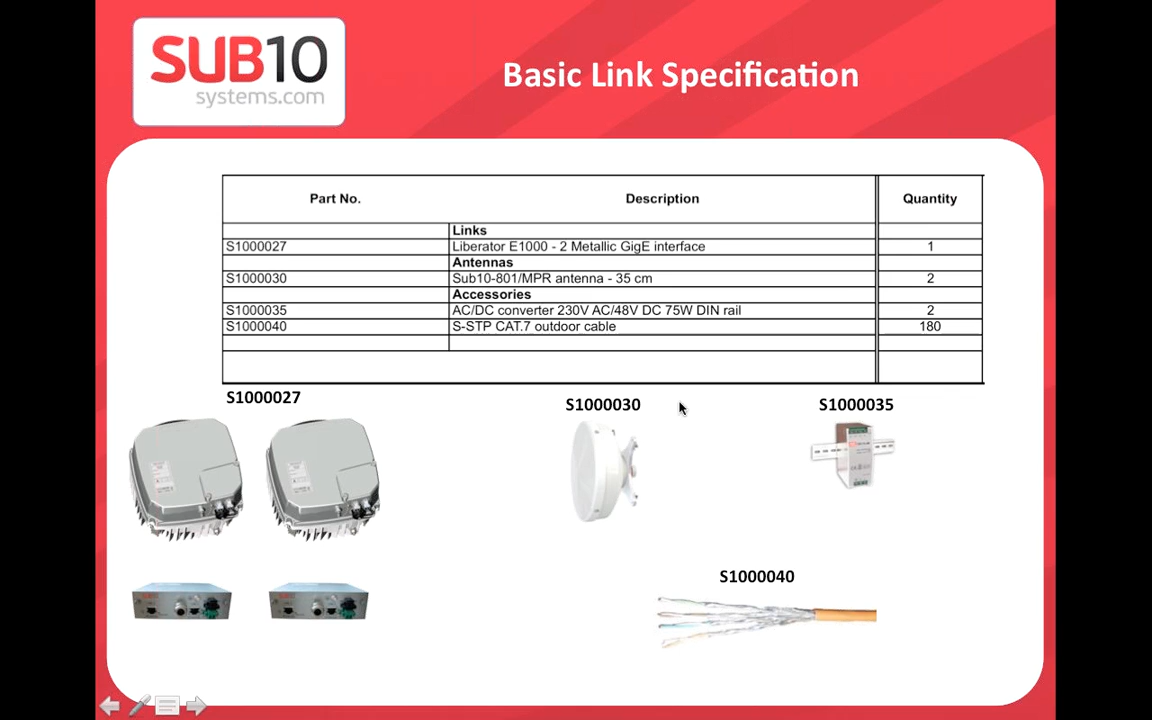 SUB10
systems.com
Basic Link Specification
Part No. Description Quantity
Links
S1000027 Liberator E1000 - 2 Metallic GigE interface 1
Antennas
S1000030 Sub10-801/MPR antenna - 35 cm 2
Accessories
S1000035 AC/DC converter 230V AC/48V DC 75W DIN rail 2
S1000040 S-STP CAT.7 outdoor cable 180
S1000027
S1000030
S1000035
S1000040